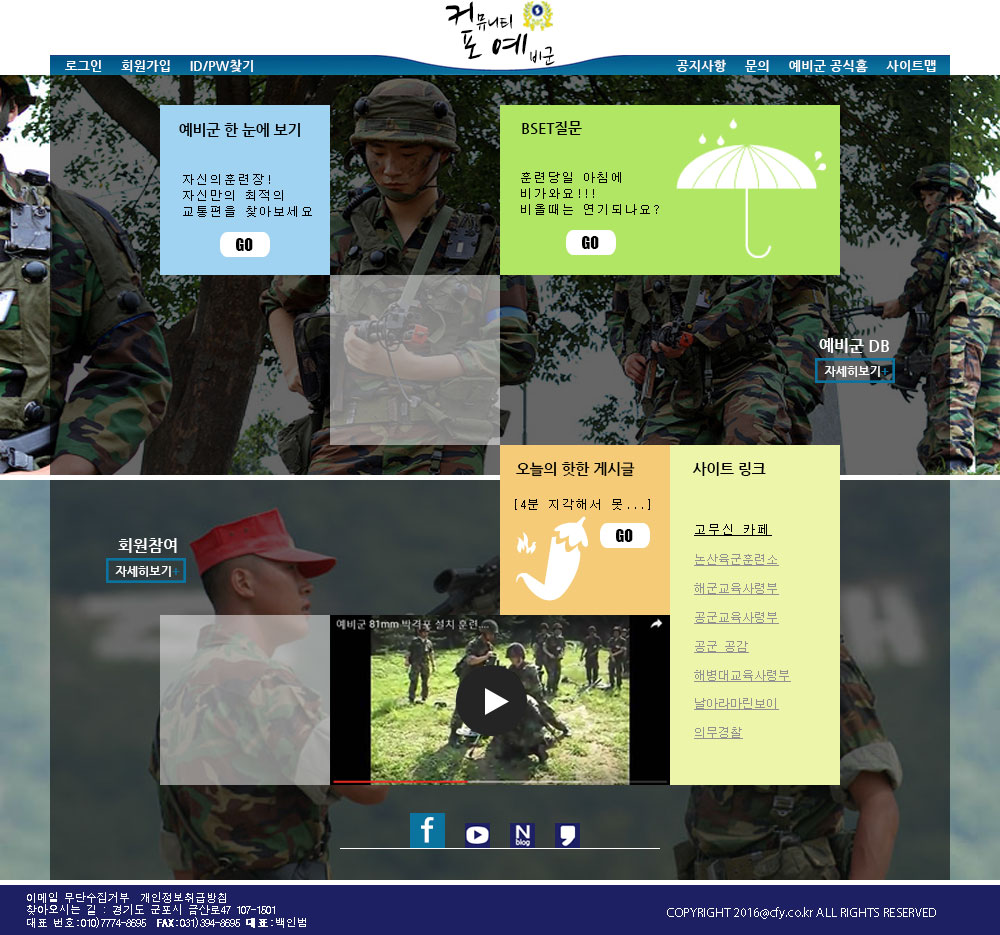 커뮤니티
포 예비군
로그인 회원가입 ID/PW찾기
공지사항 문의 예비군 공식홈 사이트맵
예비군 한 눈에 보기
자신의훈련장!
자신만의 최적의
교통편을 찾아보세요
GO
BSET질문
훈련당일 아침에
비가와요!!!
비올때는 연기되나요?
GO
예비군 DB
자세히보기+
오늘의 핫한 게시글
[4분 지각해서 못...]
GO
사이트 링크
고무신 카페
논산육군훈련소
해군교육사령부
공군교육사령부
공군 공감
해병대교육사령부
날아라마린보이
의무경찰
회원참여
자세히보기+
예비군 81mm 박격포 설치 훈련....
f
N
blog
이메일 무단수집거부 개인정보취급방침
찾아오시는 길 : 경기도 군포시 금산로47 107-1501
대표 번호:010)7774-8695 FAX:031)394-8695 대표:백인범
COPYRIGHT 2016@cfy.co.kr ALL RIGHTS RESERVED